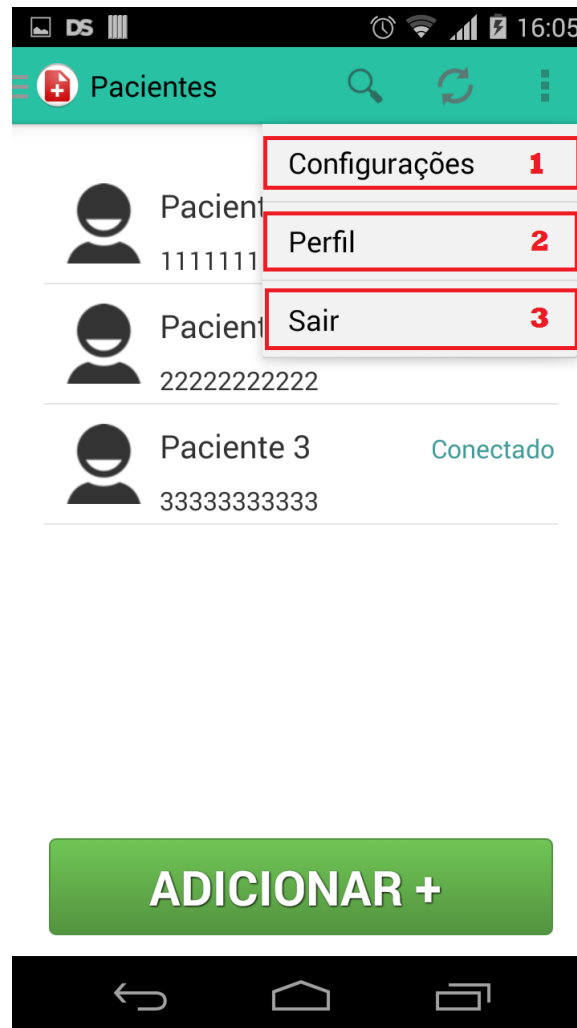 DS 16:05
Pacientes
Configurações 1
Pacient
1111111
Perfil 2
Pacient
Sair 3
22222222222
Paciente 3 Conectado
33333333333
ADICIONAR +